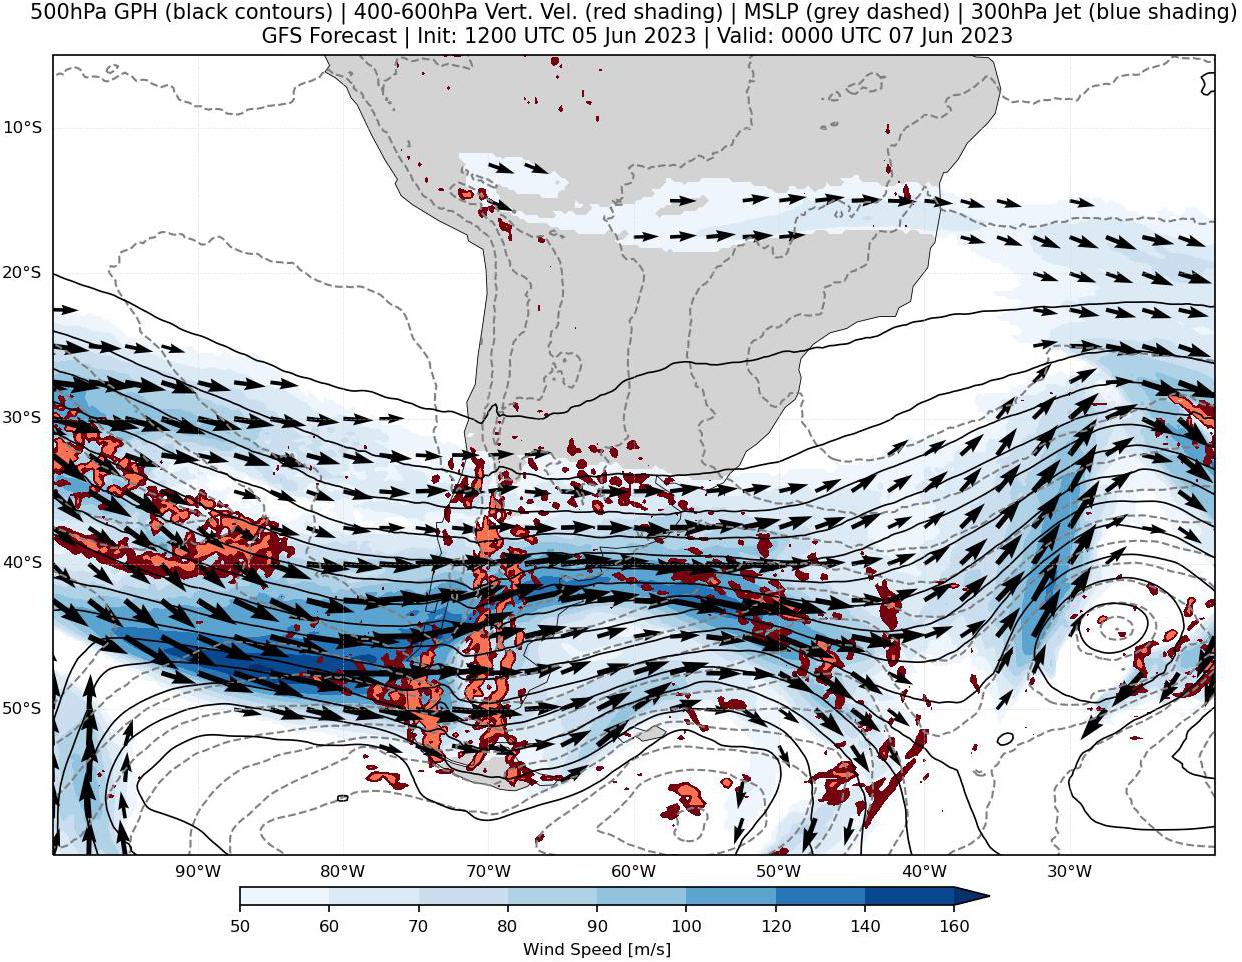 500hPa GPH (black contours) | 400-600hPa Vert. Vel. (red shading) | MSLP (grey dashed) | 300hPa Jet (blue shading)
GFS Forecast | Init: 1200 UTC 05 Jun 2023 | Valid: 0000 UTC 07 Jun 2023
10°S
20°S
30°S
40°S
50°S
90°W 80°W 70°W 60°W 50°W 40°W 30°W
50 60 70 80 90 100 120 140 160
Wind Speed [m/s]